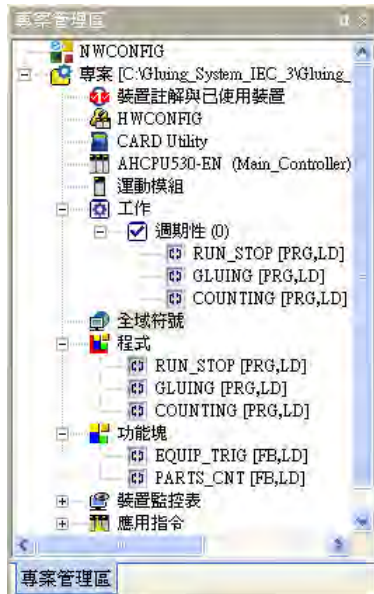 專案管理區
NWCONFIG
專案 [C:\Gluing_System_IEC_3\Gluing_
裝置註解與已使用裝置
HWCONFIG
CARD Utility
AHCPU530-EN (Main_Controller)
運動模組
工作
週期性 (0)
RUN_STOP [PRG,LD]
GLUING [PRG,LD]
COUNTING [PRG,LD]
全域符號
程式
RUN_STOP [PRG,LD]
GLUING [PRG,LD]
COUNTING [PRG,LD]
功能塊
EQUIP_TRIG [FB,LD]
PARTS_CNT [FB,LD]
裝置監控表
應用指令
專案管理區